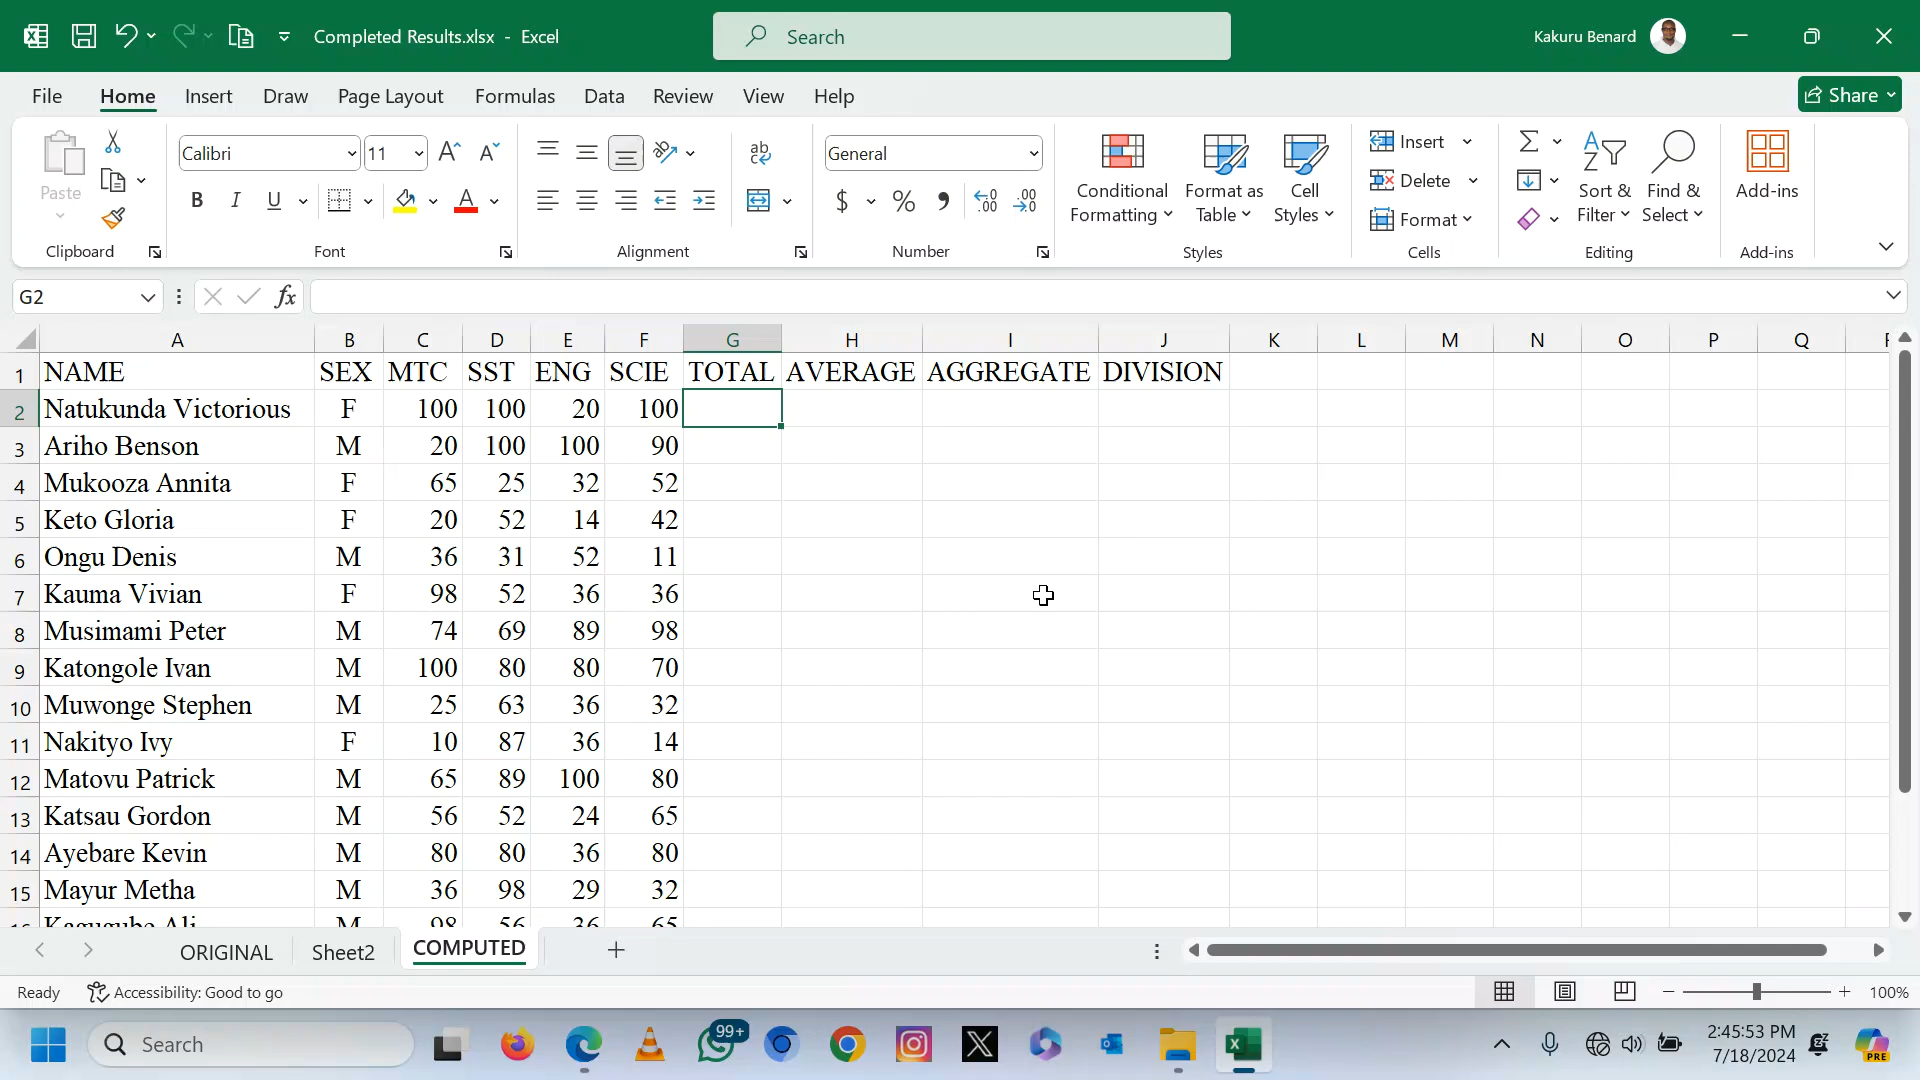 Completed Results.xlsx - Excel
Search
Kakuru Benard
File Home Insert Draw Page Layout Formulas Data Review View Help
Share
Paste
Clipboard
Calibri 11
B I U A
Font
ab
Alignment
General
$ % 9
Number
Conditional Formatting
Format as Table
Cell Styles
Styles
Insert
Delete
Format
Cells
Sort & Filter
Find & Select
Editing
Add-ins
Add-ins
G2 fx
A B C D E F G H I J K L M N O P Q
1 NAME SEX MTC SST ENG SCIE TOTAL AVERAGE AGGREGATE DIVISION
2 Natukunda Victorious F 100 100 20 100
3 Ariho Benson M 20 100 100 90
4 Mukooza Annita F 65 25 32 52
5 Keto Gloria F 20 52 14 42
6 Ongu Denis M 36 31 52 11
7 Kauma Vivian F 98 52 36 36
8 Musimami Peter M 74 69 89 98
9 Katongole Ivan M 100 80 80 70
10 Muwonge Stephen M 25 63 36 32
11 Nakityo Ivy F 10 87 36 14
12 Matovu Patrick M 65 89 100 80
13 Katsau Gordon M 56 52 24 65
14 Ayebare Kevin M 80 80 36 80
15 Mayur Metha M 36 98 29 32
M 98 56 36 65
ORIGINAL Sheet2 COMPUTED
Ready Accessibility: Good to go
100%
Search
99+
2:45:53 PM
7/18/2024
PRE